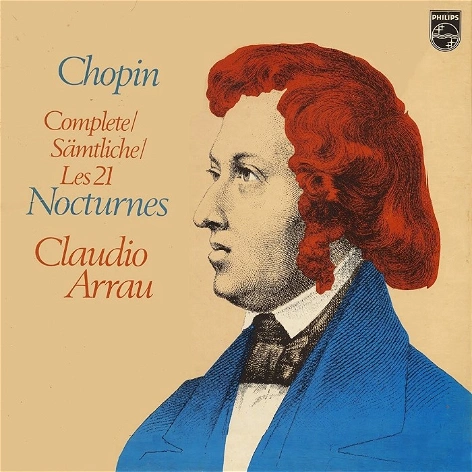 PHILIPS
Chopin
Complete/
Sämtliche/
Les 21
Nocturnes
Claudio
Arrau